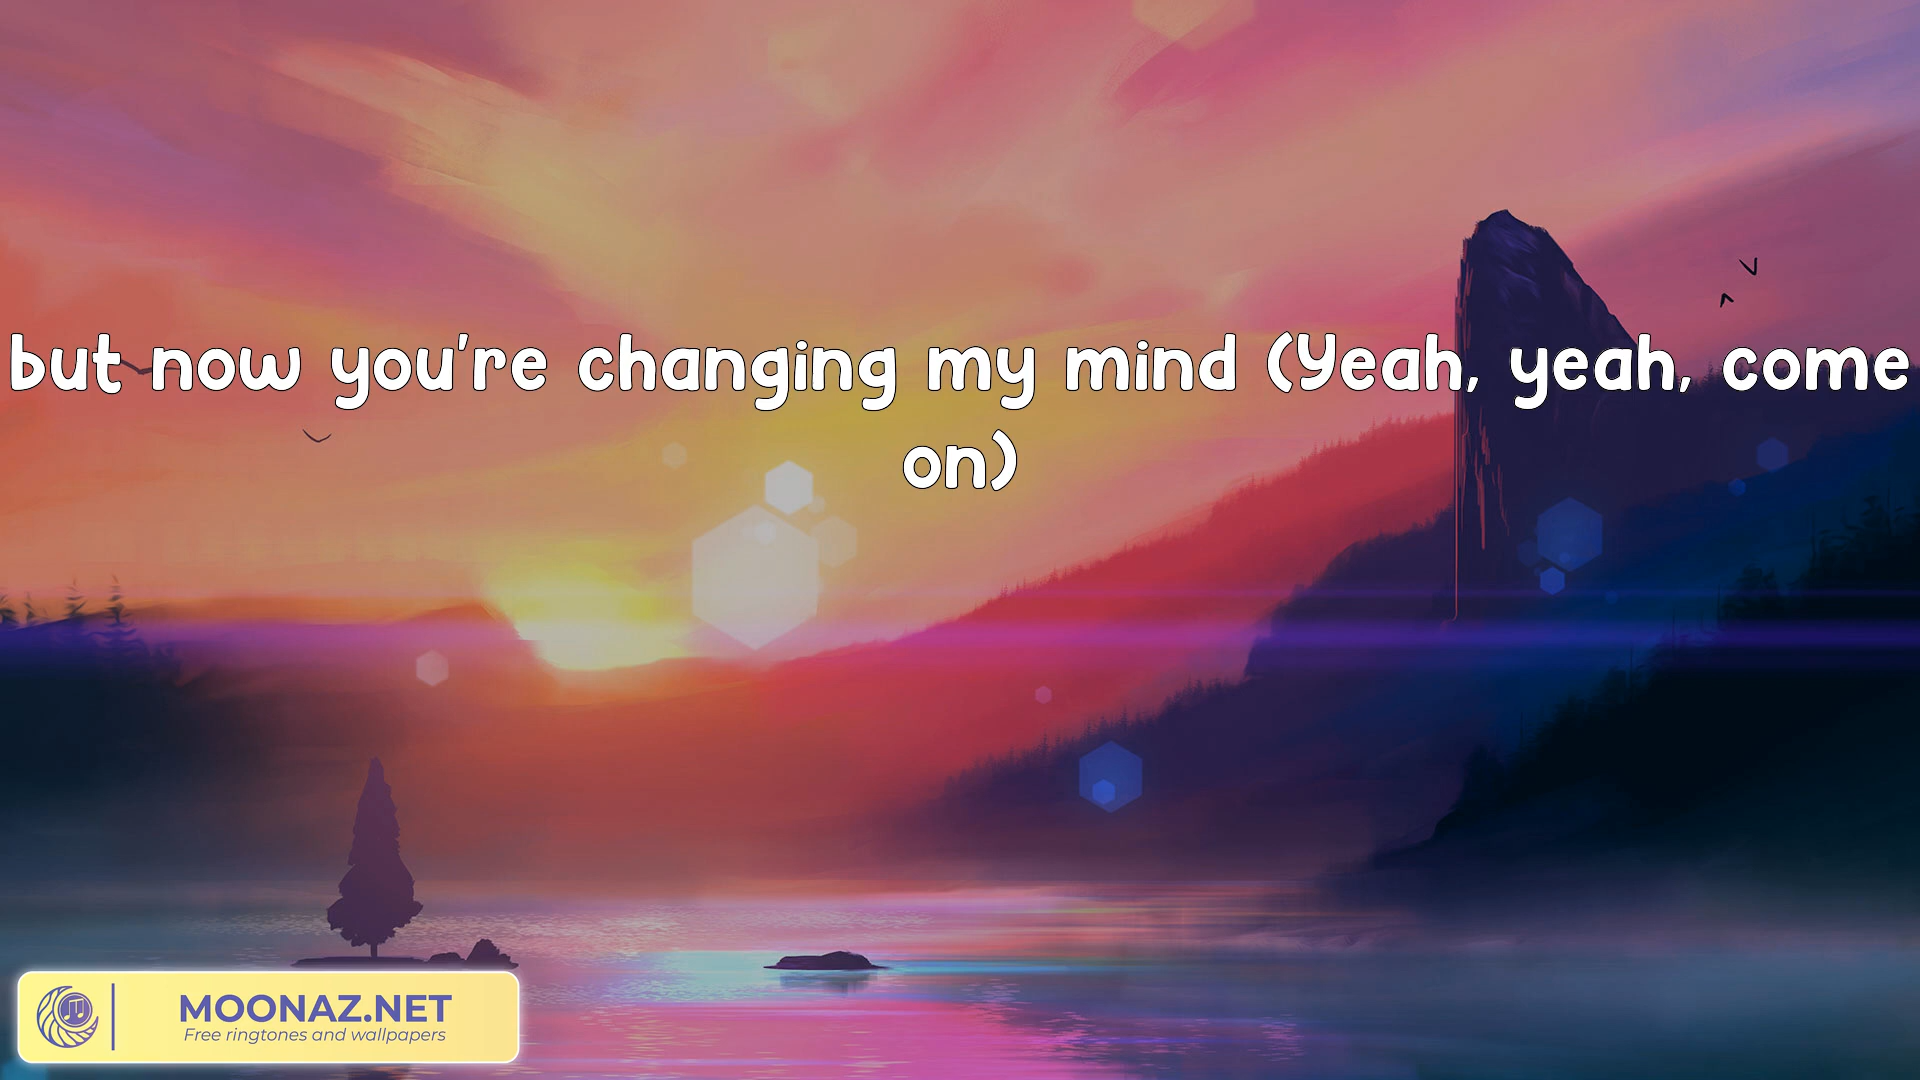 but now you're changing my mind (Yeah, yeah, come
on)
MOONAZ.NET
Free ringtones and wallpapers